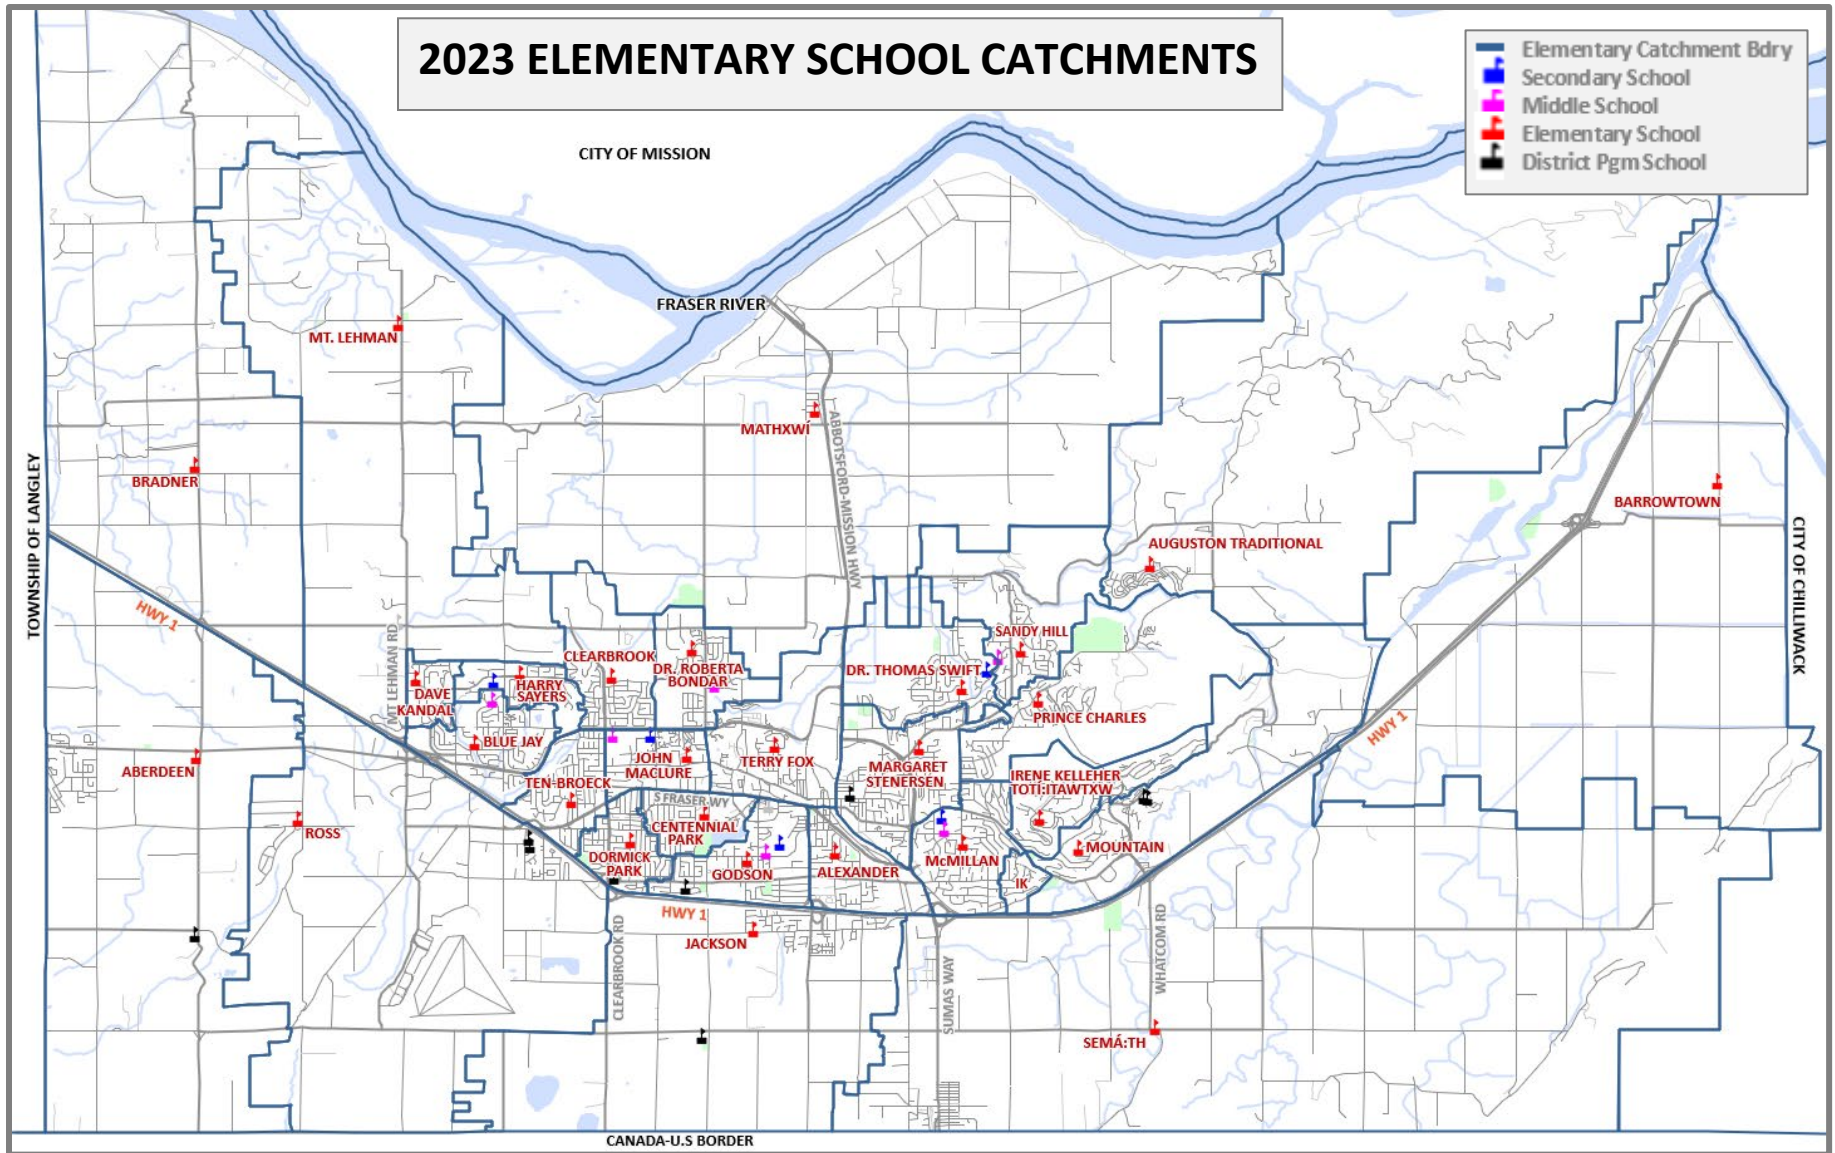 2023 ELEMENTARY SCHOOL CATCHMENTS
Elementary Catchment Bdry
Secondary School
Middle School
Elementary School
District Pgm School
CITY OF MISSION
FRASER RIVER
MT. LEHMAN
MATHXWÍ
ABBOTSFORD-MISSION HWY
BRADNER
TOWNSHIP OF LANGLEY
BARROWTOWN
CITY OF CHILLIWACK
AUGUSTON TRADITIONAL
HWY 1
MT LEHMAN RD
SANDY HILL
CLEARBROOK
DR. ROBERTA
BONDAR
DR. THOMAS SWIFT
HARRY
SAYERS
DAVE
KANDAL
PRINCE CHARLES
HWY 1
BLUE JAY
JOHN
MACLURE
TERRY FOX
MARGARET
STENERSEN
IRENE KELLEHER
TOTÍ:ITAWTXW
ABERDEEN
TEN-BROECK
S FRASER WY
CENTENNIAL
PARK
ROSS
DORMICK
PARK
GODSON
ALEXANDER
McMILLAN
MOUNTAIN
IK
HWY 1
JACKSON
CLEARBROOK RD
SUMAS WAY
WHATCOM RD
SEMÁ:TH
CANADA-U.S BORDER